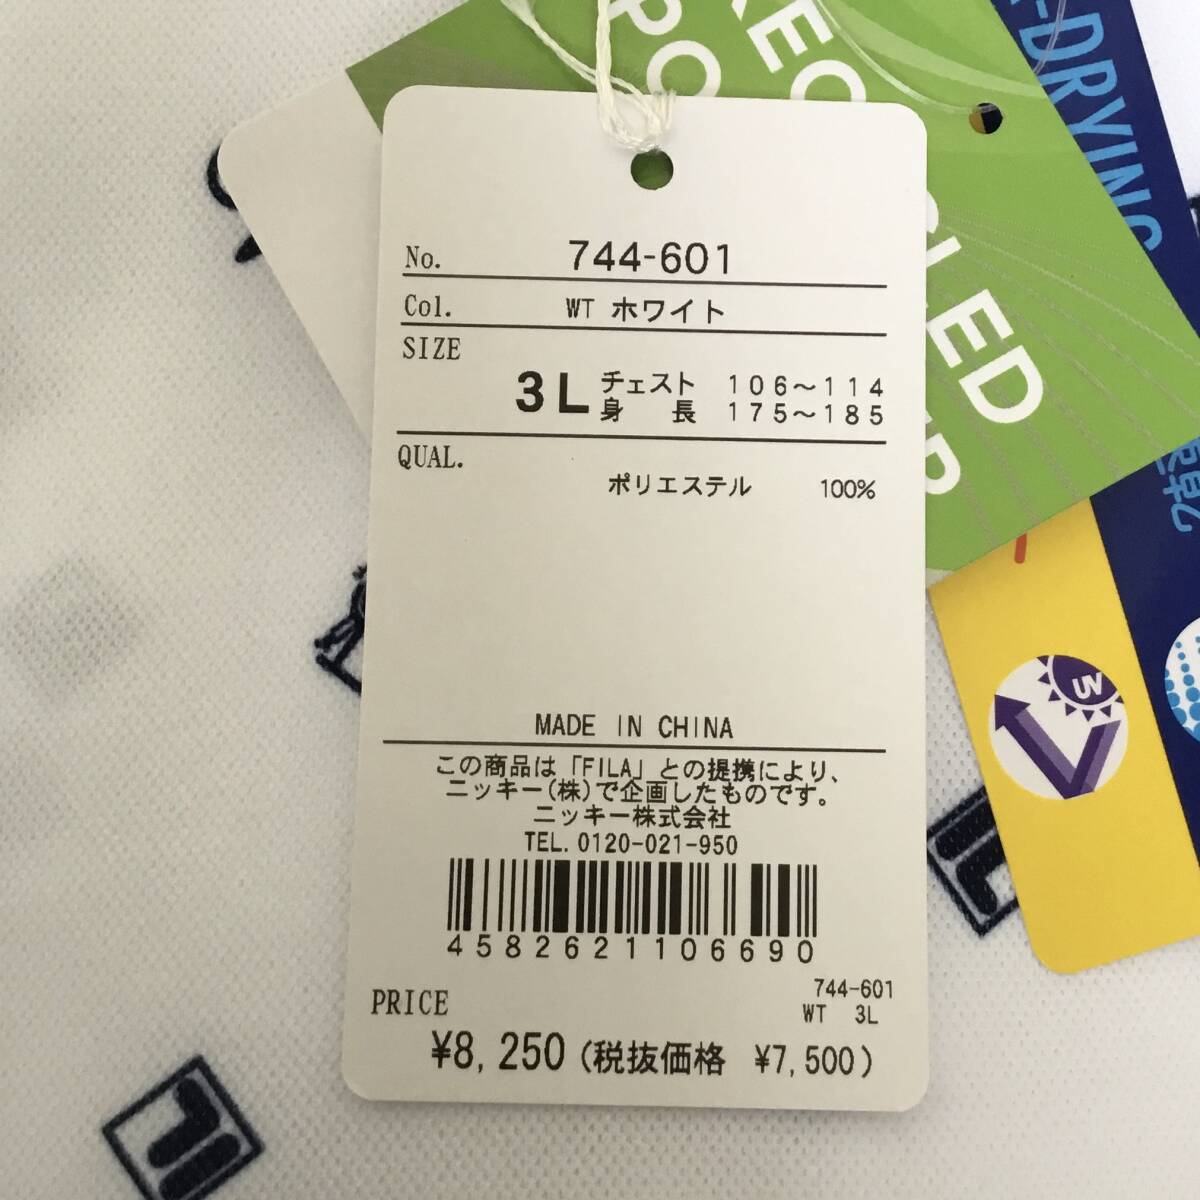 No. 744-601
Col. WT ホワイト
SIZE
3L チェスト 106～114
身長 175～185
QUAL.
ポリエステル 100%
MADE IN CHINA
この商品は「FILA」との提携により、
ニッキー(株)で企画したものです。
ニッキー株式会社
TEL. 0120-021-950
4582621106690
744-601
WT 3L
PRICE
¥8,250 (税抜価格 ¥7,500)
-DRYING
UV